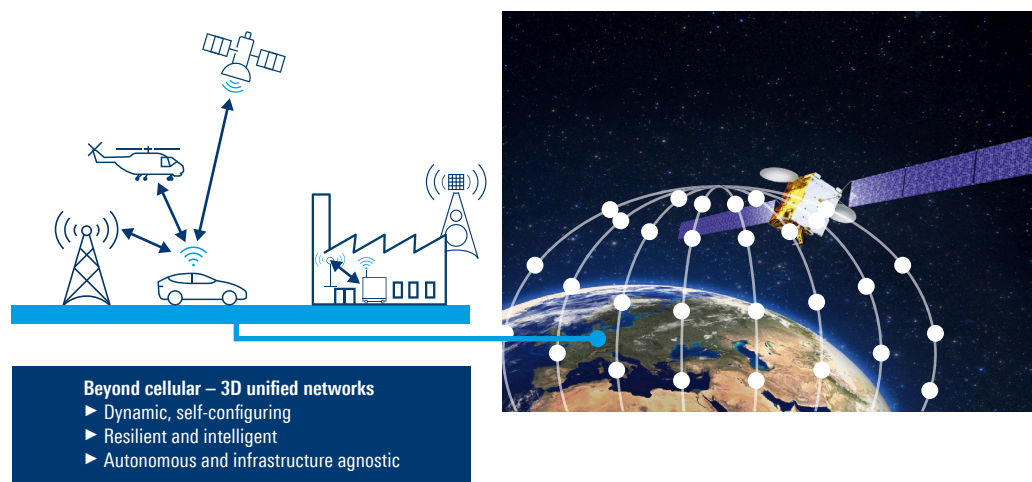 Beyond cellular – 3D unified networks
► Dynamic, self-configuring
► Resilient and intelligent
► Autonomous and infrastructure agnostic